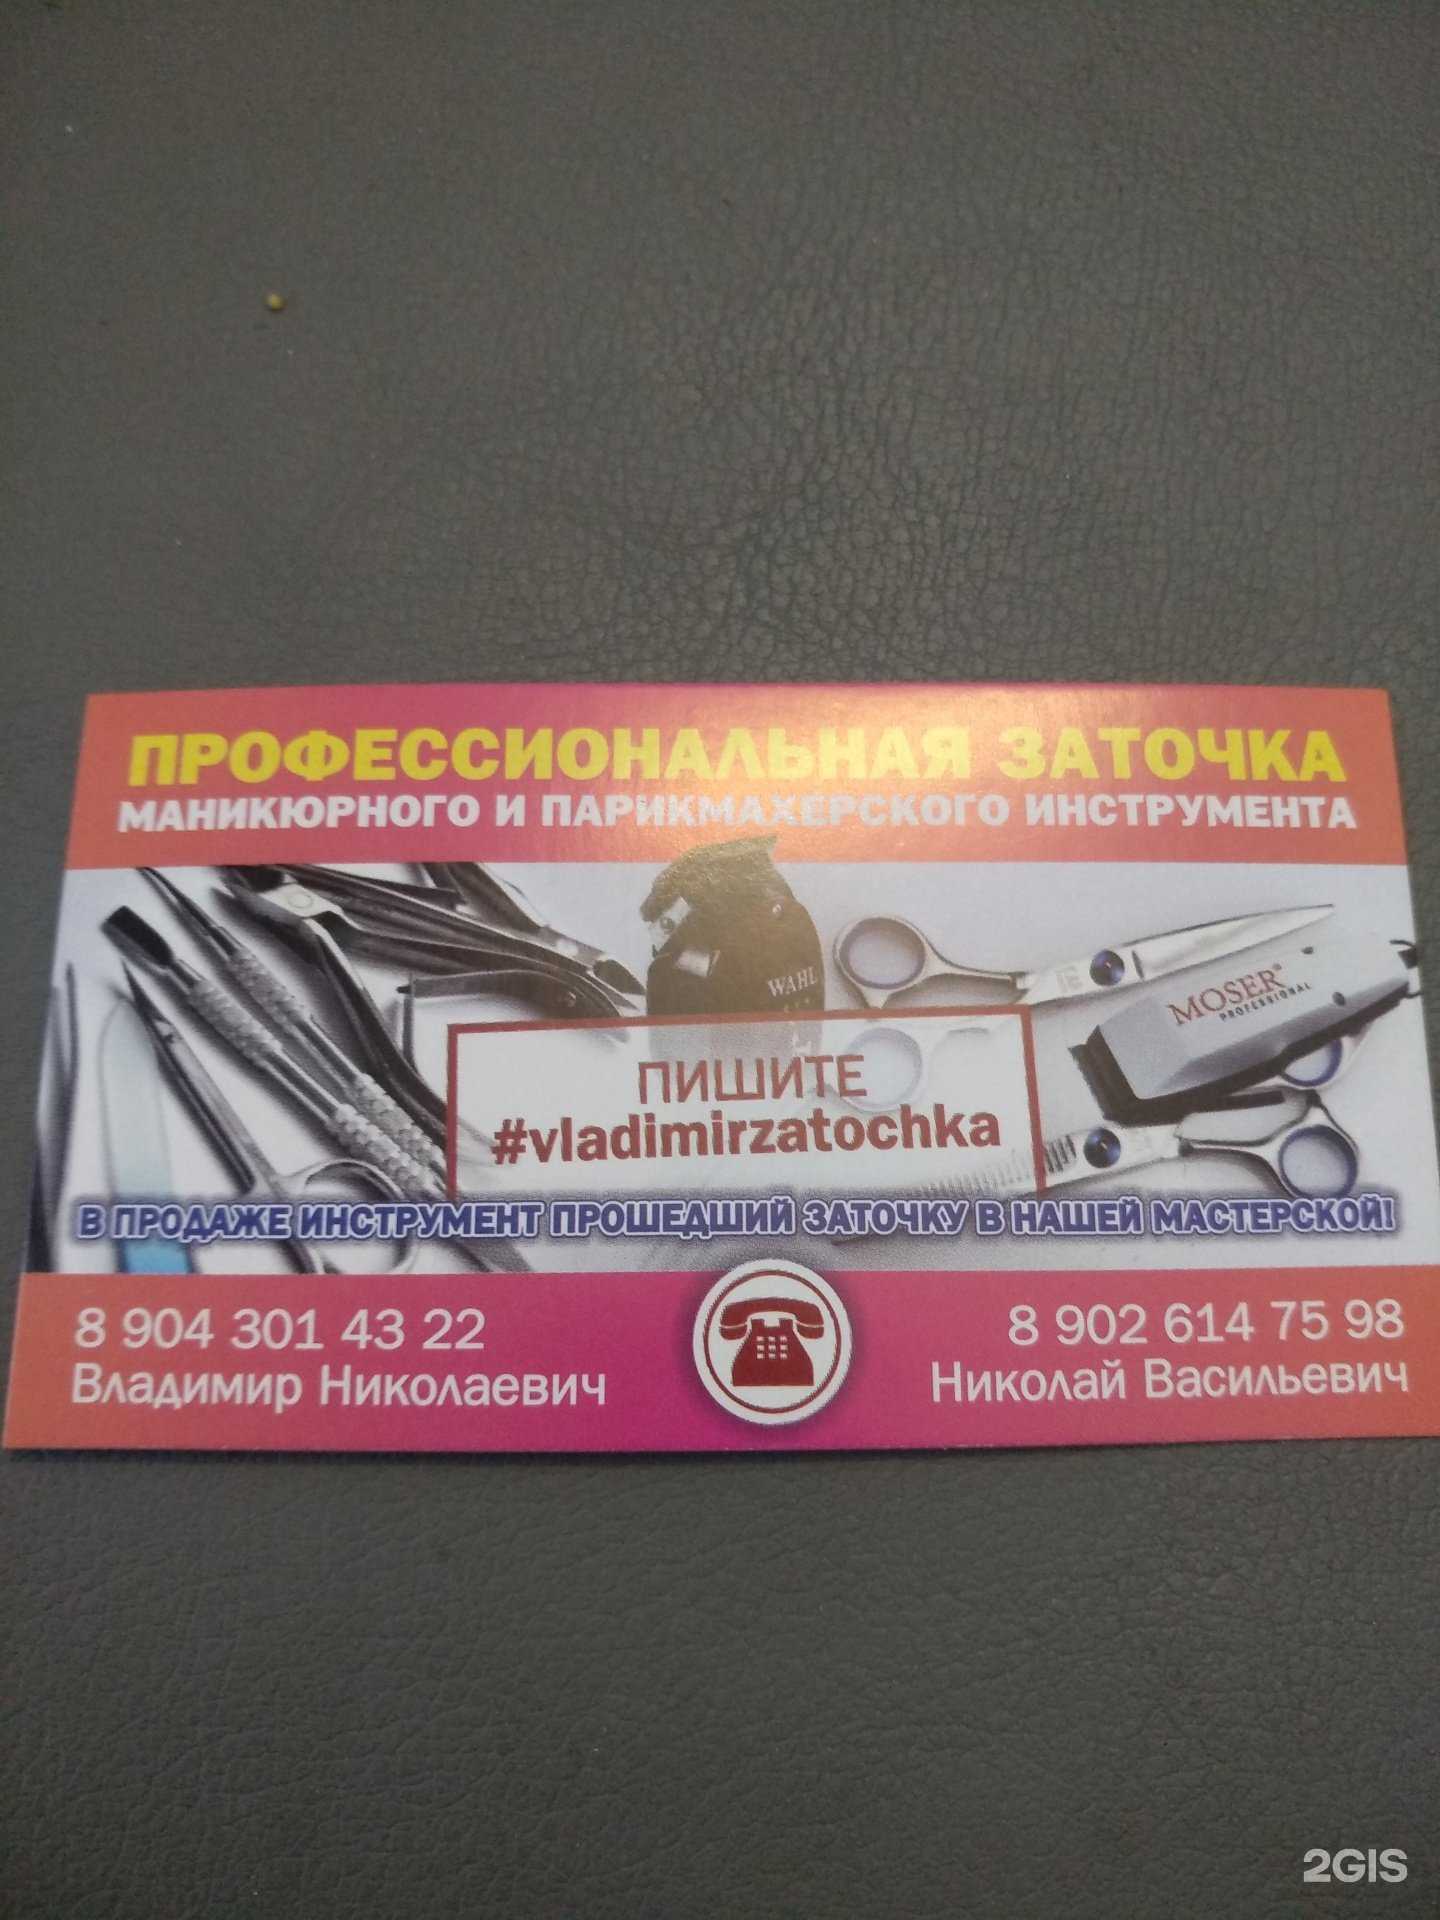 ПРОФЕССИОНАЛЬНАЯ ЗАТОЧКА
МАНИКЮРНОГО И ПАРИКМАХЕРСКОГО ИНСТРУМЕНТА
WAHL
MOSER®
PROFESSIONAL
ПИШИТЕ
#vladimirzatochka
В ПРОДАЖЕ ИНСТРУМЕНТ ПРОШЕДШИЙ ЗАТОЧКУ В НАШЕЙ МАСТЕРСКОЙ!
8 904 301 43 22
Владимир Николаевич
8 902 614 75 98
Николай Васильевич
2GIS